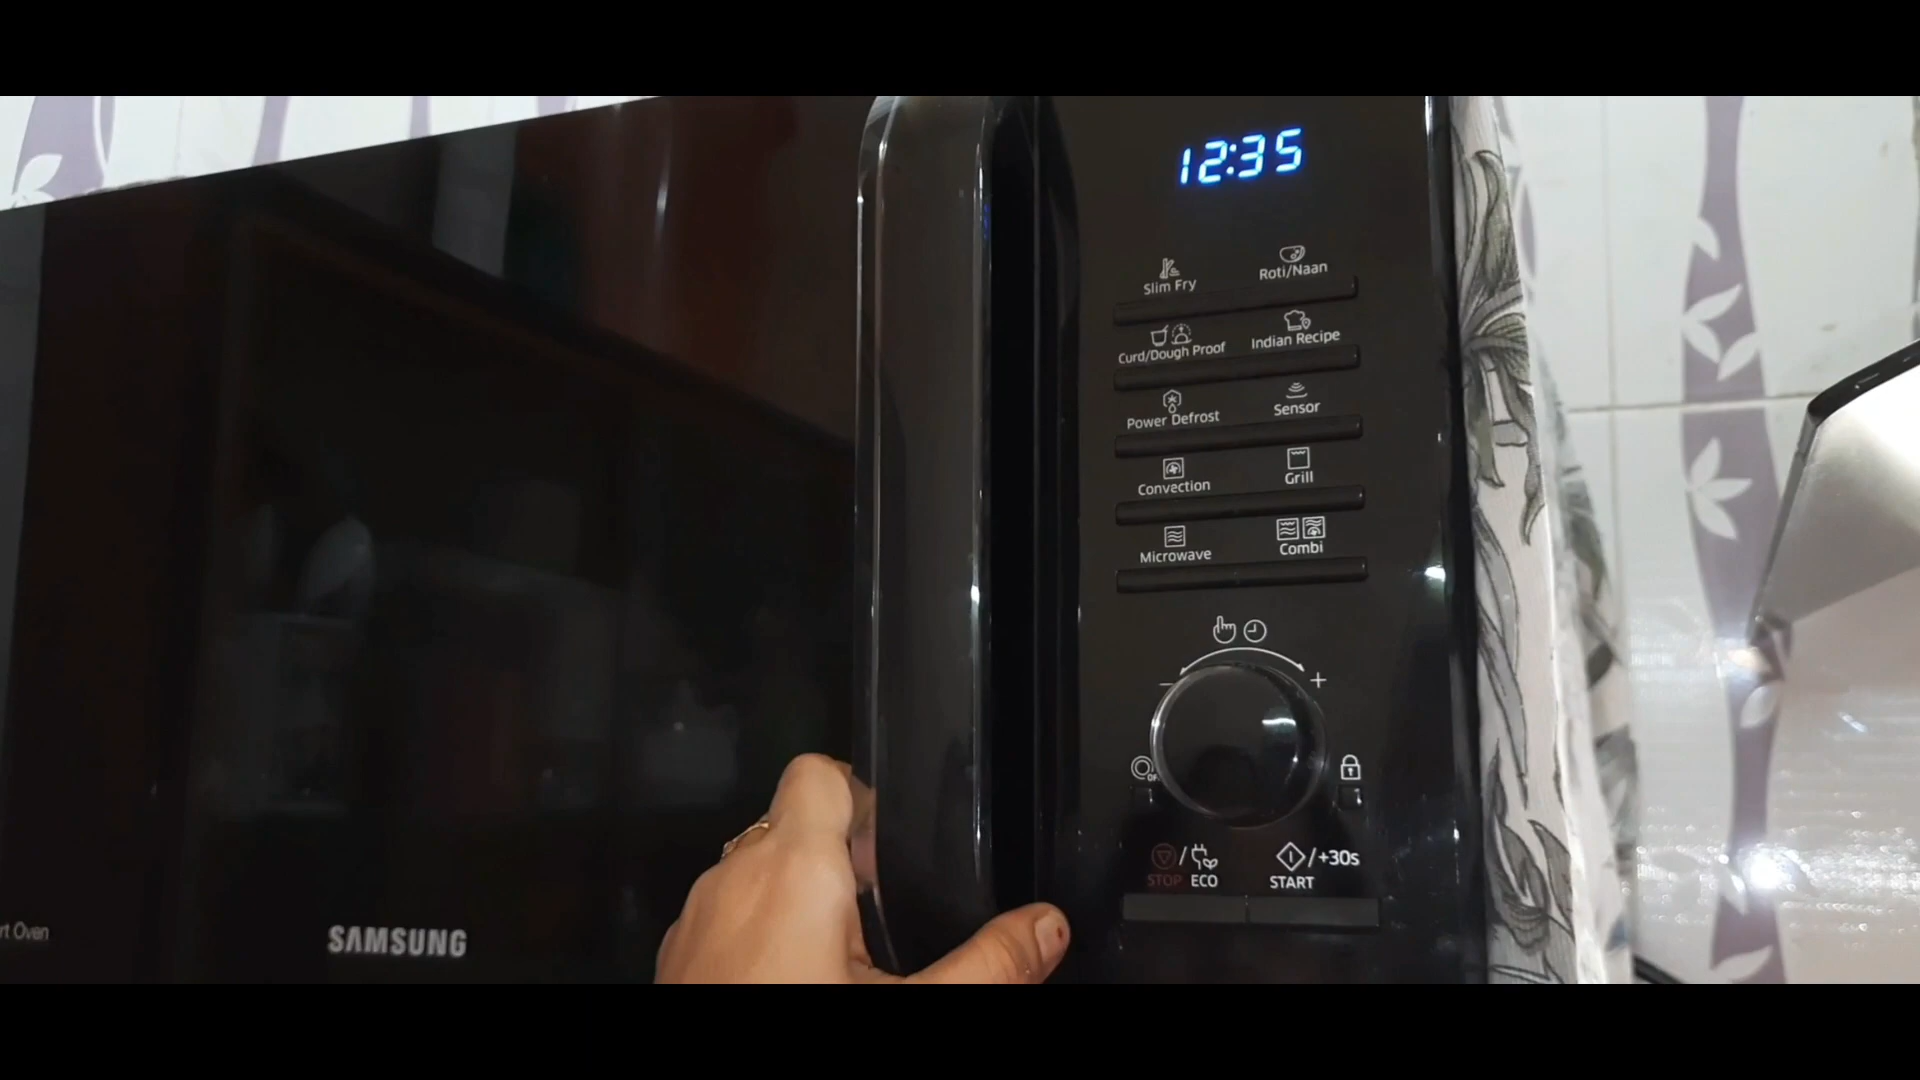 12:35
Slim Fry
Roti/Naan
Curd/Dough Proof
Indian Recipe
Power Defrost
Sensor
Convection
Grill
Microwave
Combi
− +
/ /+30s
STOP ECO START
Oven
SAMSUNG